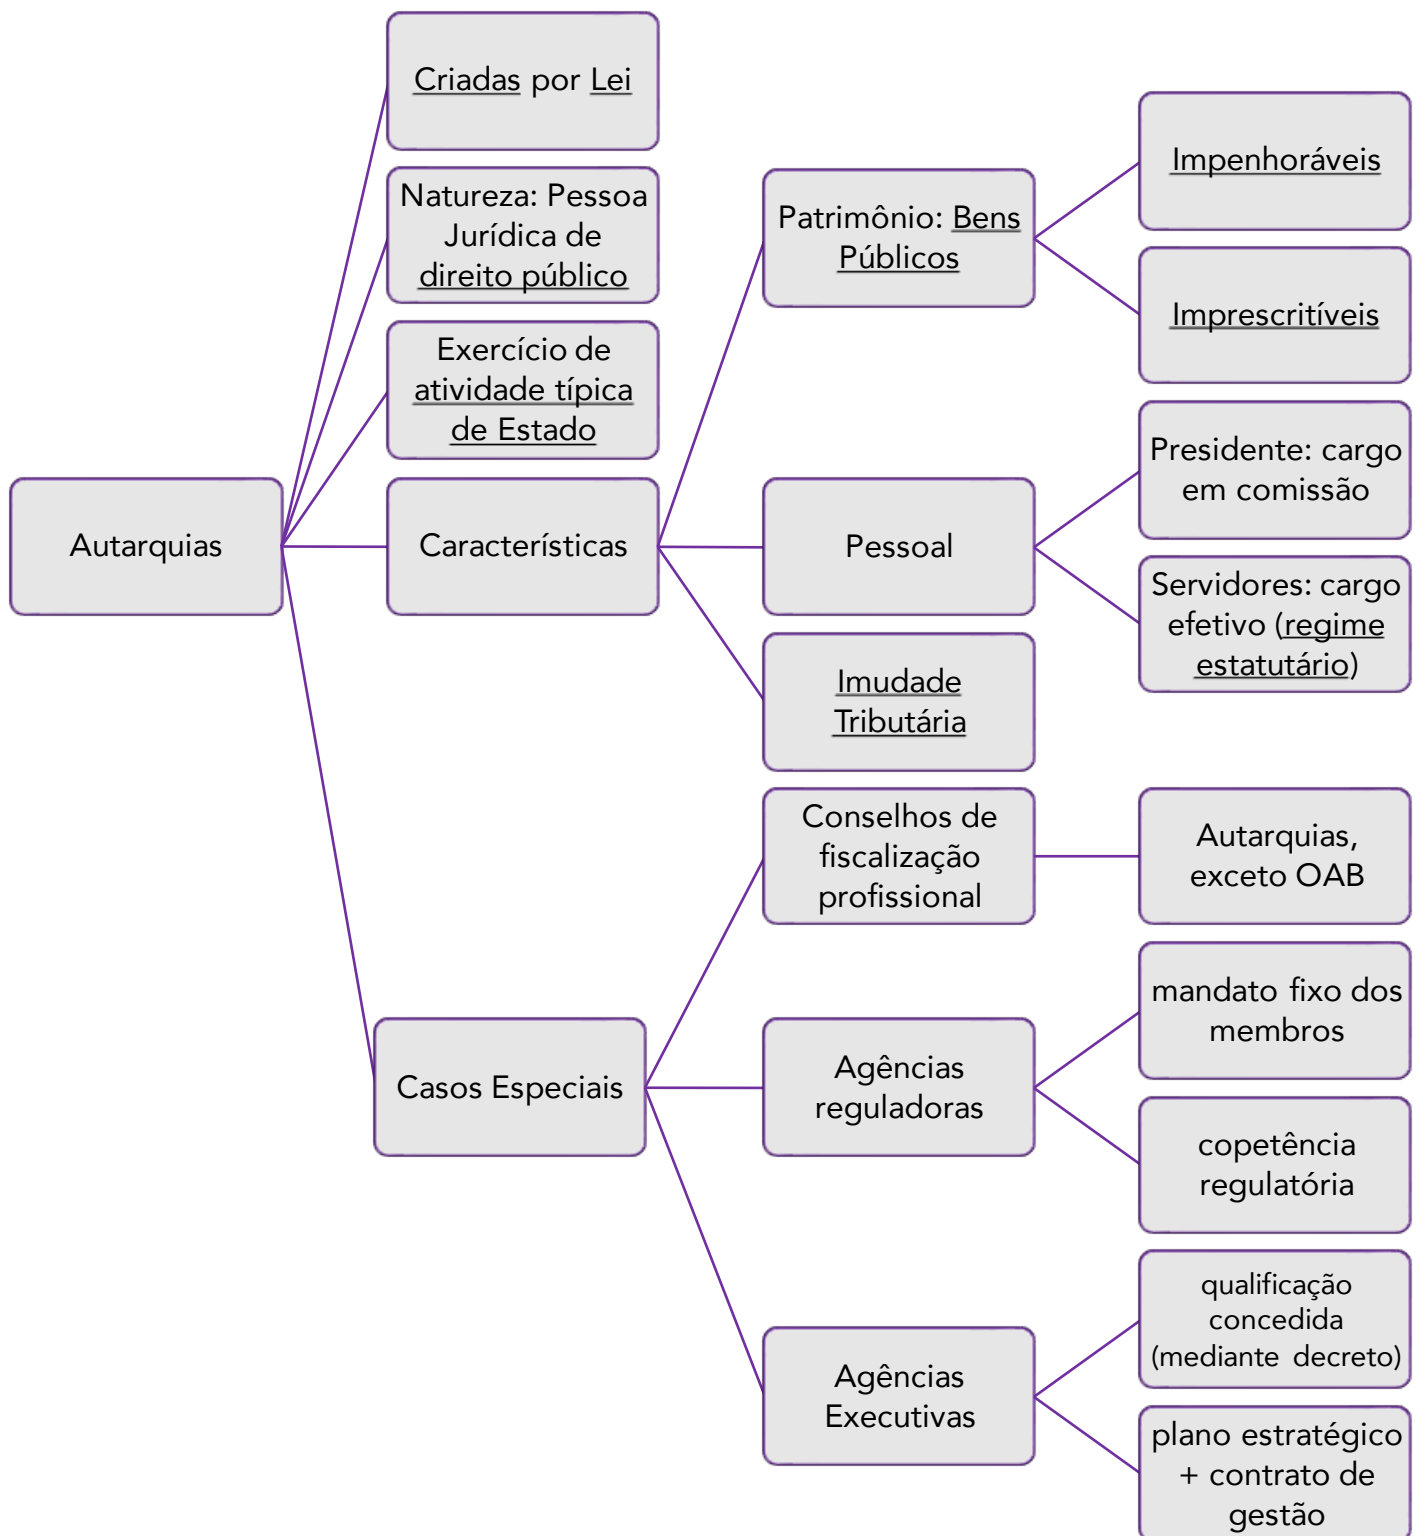 Criadas por Lei
Natureza: Pessoa
Jurídica de
direito público
Exercício de
atividade típica
de Estado
Autarquias
Características
Patrimônio: Bens
Públicos
Impenhoráveis
Imprescritíveis
Pessoal
Presidente: cargo
em comissão
Servidores: cargo
efetivo (regime
estatutário)
Imudade
Tributária
Casos Especiais
Conselhos de
fiscalização
profissional
Autarquias,
exceto OAB
Agências
reguladoras
mandato fixo dos
membros
copetência
regulatória
Agências
Executivas
qualificação
concedida
(mediante decreto)
plano estratégico
+ contrato de
gestão